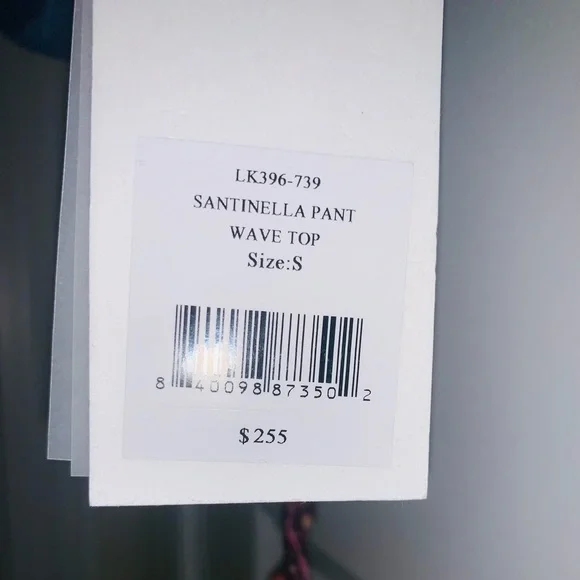 LK396-739
SANTINELLA PANT
WAVE TOP
Size:S
8 40098 87350 2
$255